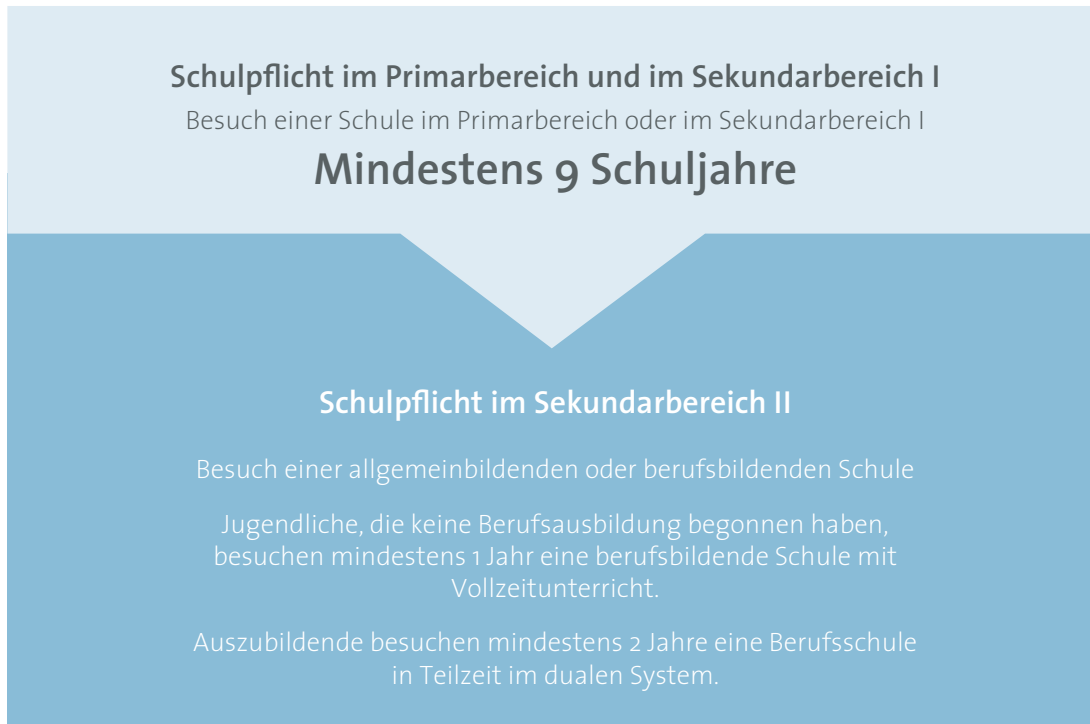 Schulpflicht im Primarbereich und im Sekundarbereich I
Besuch einer Schule im Primarbereich oder im Sekundarbereich I
Mindestens 9 Schuljahre
Schulpflicht im Sekundarbereich II
Besuch einer allgemeinbildenden oder berufsbildenden Schule
Jugendliche, die keine Berufsausbildung begonnen haben,
besuchen mindestens 1 Jahr eine berufsbildende Schule mit
Vollzeitunterricht.
Auszubildende besuchen mindestens 2 Jahre eine Berufsschule
in Teilzeit im dualen System.